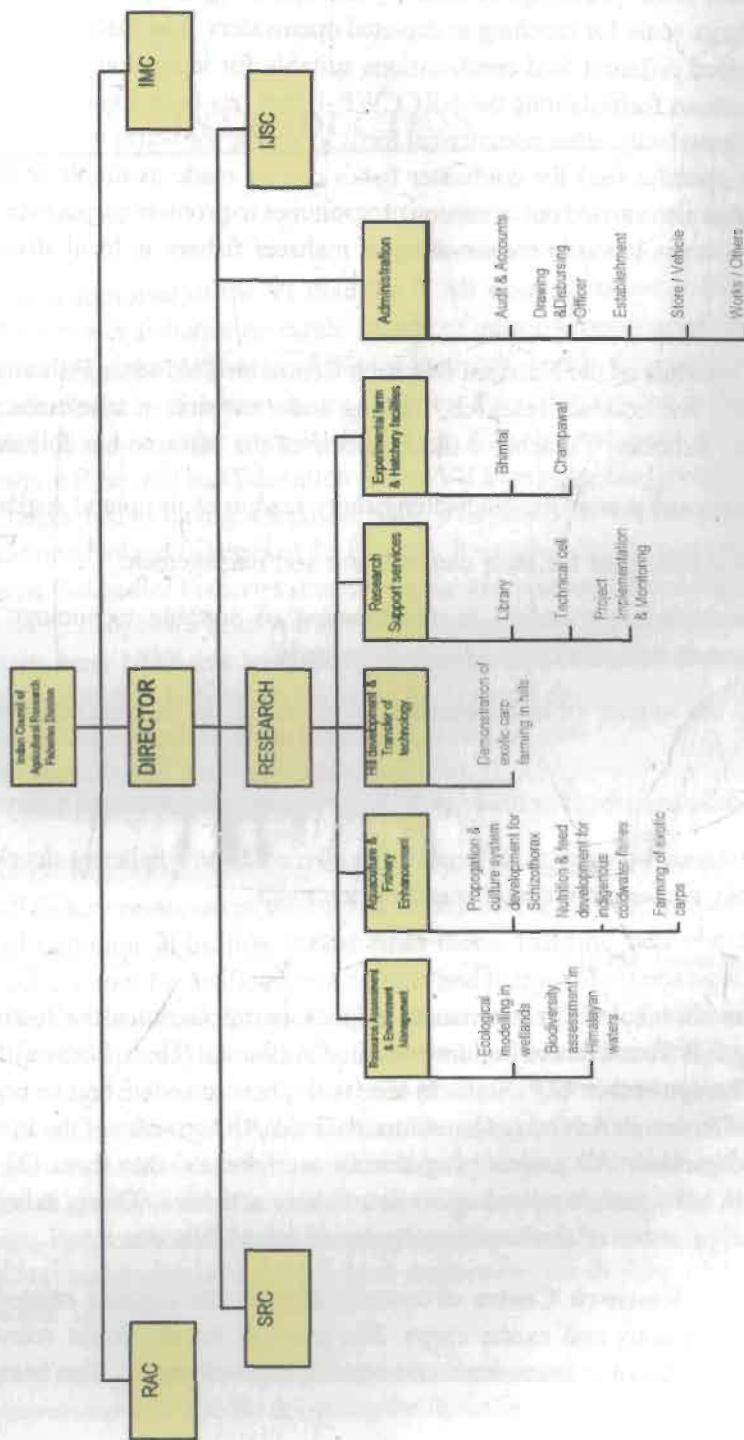 Indian Council of
Agricultural Research
Fisheries Division
RAC
IMC
DIRECTOR
SRC
IJSC
RESEARCH
Administration
Audit & Accounts
Drawing
&Disbursing
Officer
Establishment
Store / Vehicle
Works / Others
Resource Assessment
& Environment
Management
Ecological
modeling in
wetlands
Biodiversity
assessment in
Himalayan
waters
Aquaculture &
Fishery
Enhancement
Propogation &
culture system
development for
Schizothorax
Nutrition & feed
development for
indigenous
coldwater fishes
Farming of exotic
carps
Hill development &
Transfer of
technology
Demonstration of
exotic carp
farming in hills
Research
Support services
Library
Technical cell
Project
Implementation
& Monitoring
Experimental farm
& Hatchery facilities
Bhimtal
Champawat